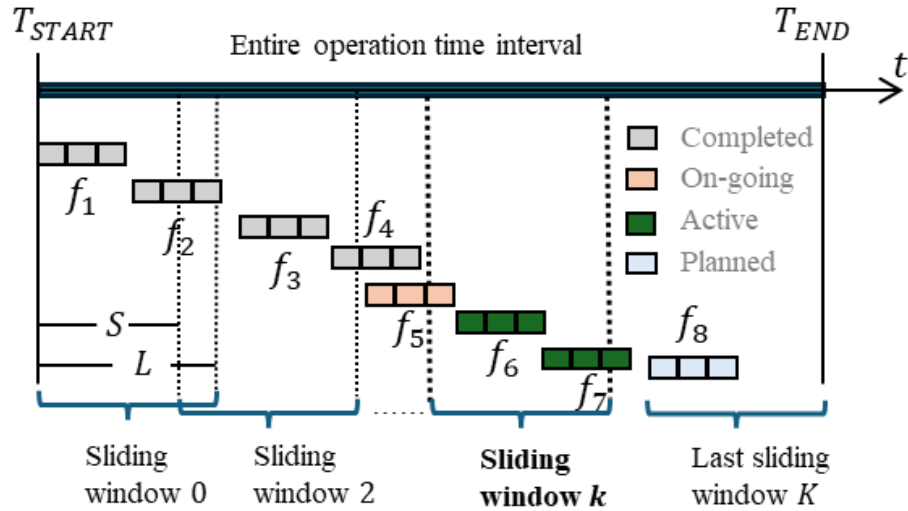 T_START
T_END
Entire operation time interval
t
Completed
On-going
Active
Planned
f_1
f_2
f_3
f_4
f_5
f_6
f_7
f_8
S
L
........
Sliding
window 0
Sliding
window 2
Sliding
window k
Last sliding
window K